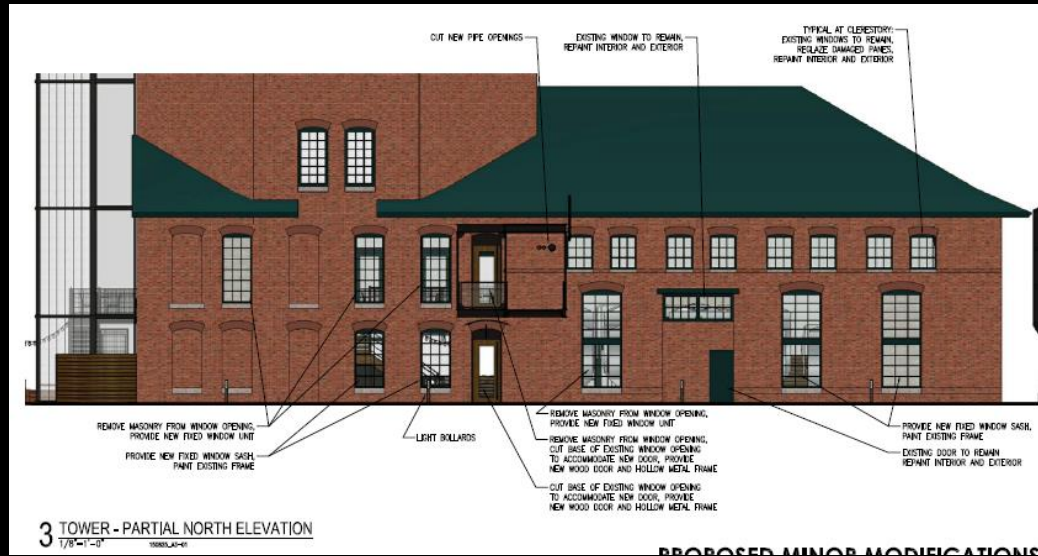 CUT NEW PIPE OPENINGS
EXISTING WINDOW TO REMAIN,
REPAINT INTERIOR AND EXTERIOR
TYPICAL AT CLERESTORY:
EXISTING WINDOWS TO REMAIN,
REGLAZE DAMAGED PANES,
REPAINT INTERIOR AND EXTERIOR
REMOVE MASONRY FROM WINDOW OPENING,
PROVIDE NEW FIXED WINDOW UNIT
PROVIDE NEW FIXED WINDOW SASH,
PAINT EXISTING FRAME
LIGHT BOLLARDS
REMOVE MASONRY FROM WINDOW OPENING,
PROVIDE NEW FIXED WINDOW UNIT
REMOVE MASONRY FROM WINDOW OPENING,
CUT BASE OF EXISTING WINDOW OPENING
TO ACCOMMODATE NEW DOOR, PROVIDE
NEW WOOD DOOR AND HOLLOW METAL FRAME
CUT BASE OF EXISTING WINDOW OPENING
TO ACCOMMODATE NEW DOOR, PROVIDE
NEW WOOD DOOR AND HOLLOW METAL FRAME
PROVIDE NEW FIXED WINDOW SASH,
PAINT EXISTING FRAME
EXISTING DOOR TO REMAIN
REPAINT INTERIOR AND EXTERIOR
3 TOWER - PARTIAL NORTH ELEVATION
1/8"=1'-0"
PROPOSED MINOR MODIFICATIONS